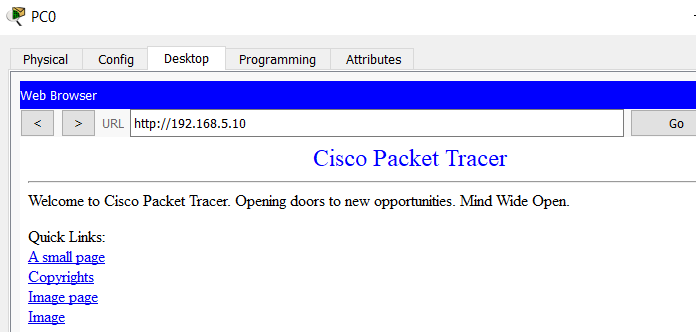 PC0
Physical Config Desktop Programming Attributes
Web Browser
< > URL http://192.168.5.10 Go
Cisco Packet Tracer
Welcome to Cisco Packet Tracer. Opening doors to new opportunities. Mind Wide Open.
Quick Links:
A small page
Copyrights
Image page
Image